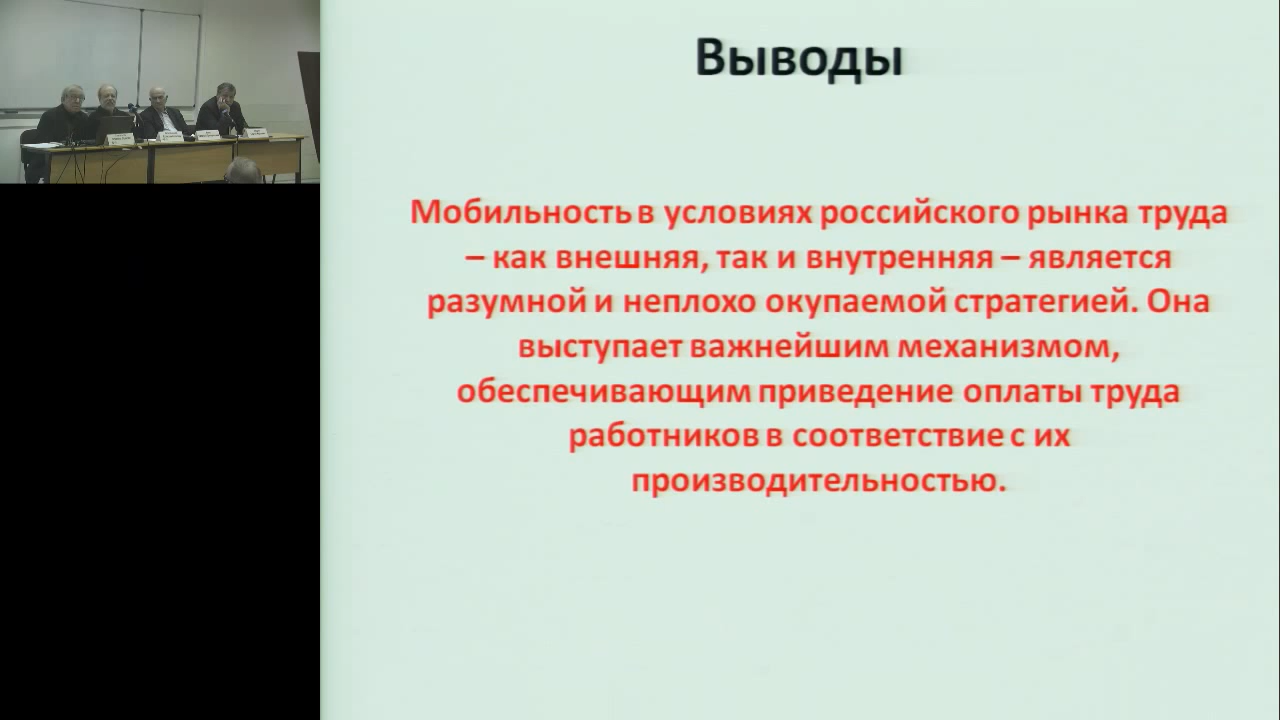 Выводы
Мобильность в условиях российского рынка труда
– как внешняя, так и внутренняя – является
разумной и неплохо окупаемой стратегией. Она
выступает важнейшим механизмом,
обеспечивающим приведение оплаты труда
работников в соответствие с их
производительностью.